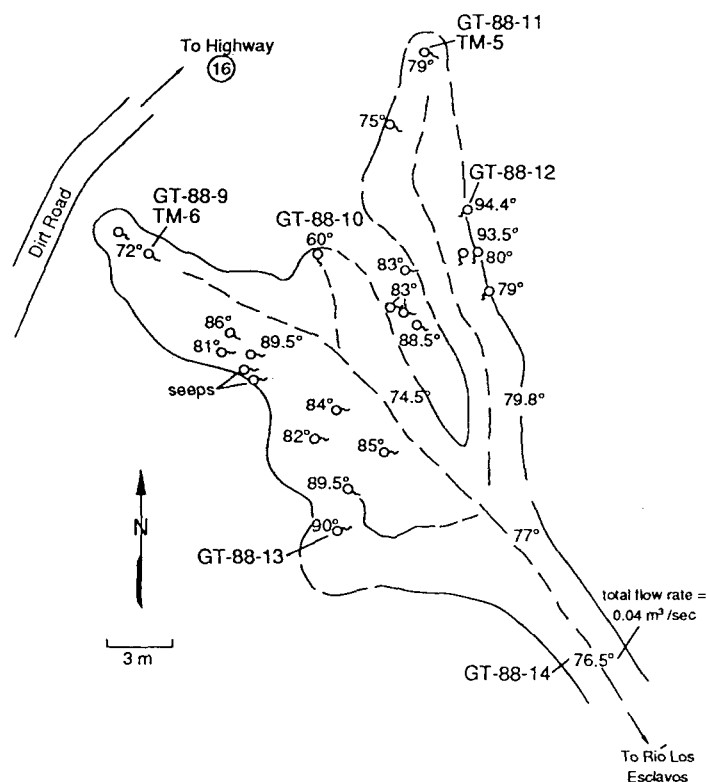 GT-88-11
TM-5
To Highway
16
79°
75°
Dirt Road
GT-88-9
TM-6
72°
GT-88-10
60°
GT-88-12
94.4°
93.5°
80°
79°
83°
83°
88.5°
86°
81°
89.5°
seeps
84°
82°
85°
74.5°
79.8°
89.5°
90°
GT-88-13
77°
N
3 m
total flow rate =
0.04 m³/sec
GT-88-14
76.5°
To Rio Los
Esclavos